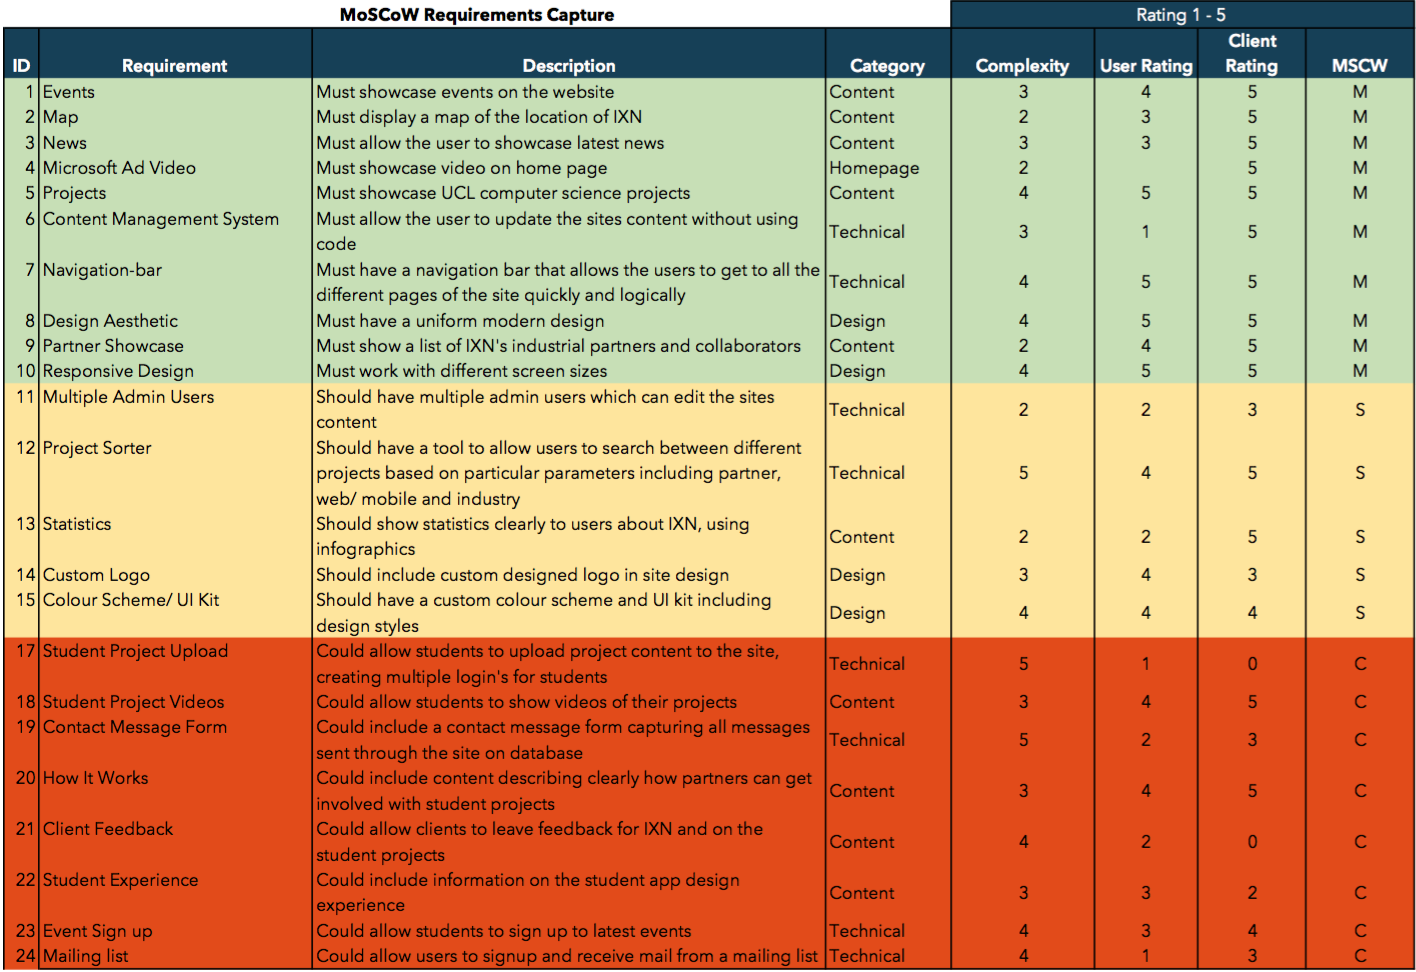 MoSCoW Requirements Capture Rating 1 - 5
ID Requirement Description Category Complexity User Rating Client Rating MSCW
1 Events Must showcase events on the website Content 3 4 5 M
2 Map Must display a map of the location of IXN Content 2 3 5 M
3 News Must allow the user to showcase latest news Content 3 3 5 M
4 Microsoft Ad Video Must showcase video on home page Homepage 2 5 M
5 Projects Must showcase UCL computer science projects Content 4 5 5 M
6 Content Management System Must allow the user to update the sites content without using
code Technical 3 1 5 M
7 Navigation-bar Must have a navigation bar that allows the users to get to all the
different pages of the site quickly and logically Technical 4 5 5 M
8 Design Aesthetic Must have a uniform modern design Design 4 5 5 M
9 Partner Showcase Must show a list of IXN's industrial partners and collaborators Content 2 4 5 M
10 Responsive Design Must work with different screen sizes Design 4 5 5 M
11 Multiple Admin Users Should have multiple admin users which can edit the sites
content Technical 2 2 3 S
12 Project Sorter Should have a tool to allow users to search between different
projects based on particular parameters including partner, Technical 5 4 5 S
web/ mobile and industry
13 Statistics Should show statistics clearly to users about IXN, using
infographics Content 2 2 5 S
14 Custom Logo Should include custom designed logo in site design Design 3 4 3 S
15 Colour Scheme/ UI Kit Should have a custom colour scheme and UI kit including
design styles Design 4 4 4 S
17 Student Project Upload Could allow students to upload project content to the site,
creating multiple login's for students Technical 5 1 0 C
18 Student Project Videos Could allow students to show videos of their projects Content 3 4 5 C
19 Contact Message Form Could include a contact message form capturing all messages
sent through the site on database Technical 5 2 3 C
20 How It Works Could include content describing clearly how partners can get
involved with student projects Content 3 4 5 C
21 Client Feedback Could allow clients to leave feedback for IXN and on the
student projects Content 4 2 0 C
22 Student Experience Could include information on the student app design
experience Content 3 3 2 C
23 Event Sign up Could allow students to sign up to latest events Technical 4 3 4 C
24 Mailing list Could allow users to signup and receive mail from a mailing list Technical 4 1 3 C